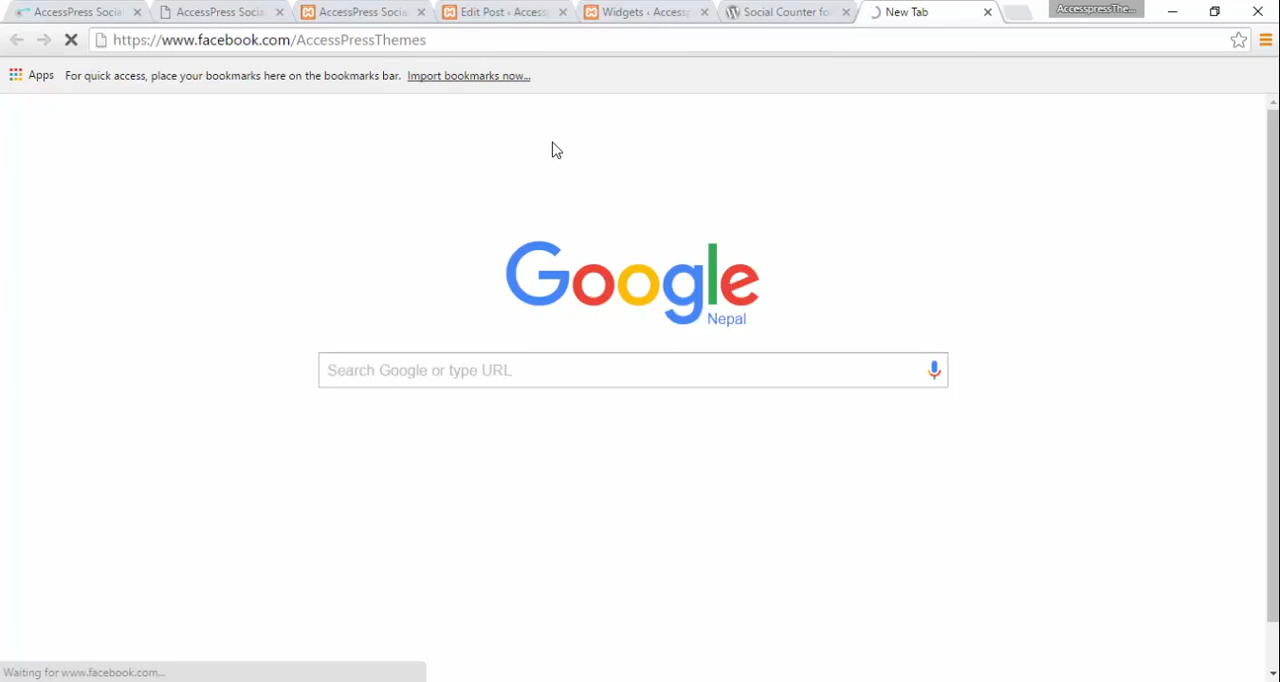 AccessPress Socia AccessPress Socia AccessPress Socia Edit Post ‹ Access Widgets ‹ Accessp Social Counter fo New Tab AccesspressThe...
https://www.facebook.com/AccessPressThemes
Apps For quick access, place your bookmarks here on the bookmarks bar. Import bookmarks now...
Google
Nepal
Search Google or type URL
Waiting for www.facebook.com...